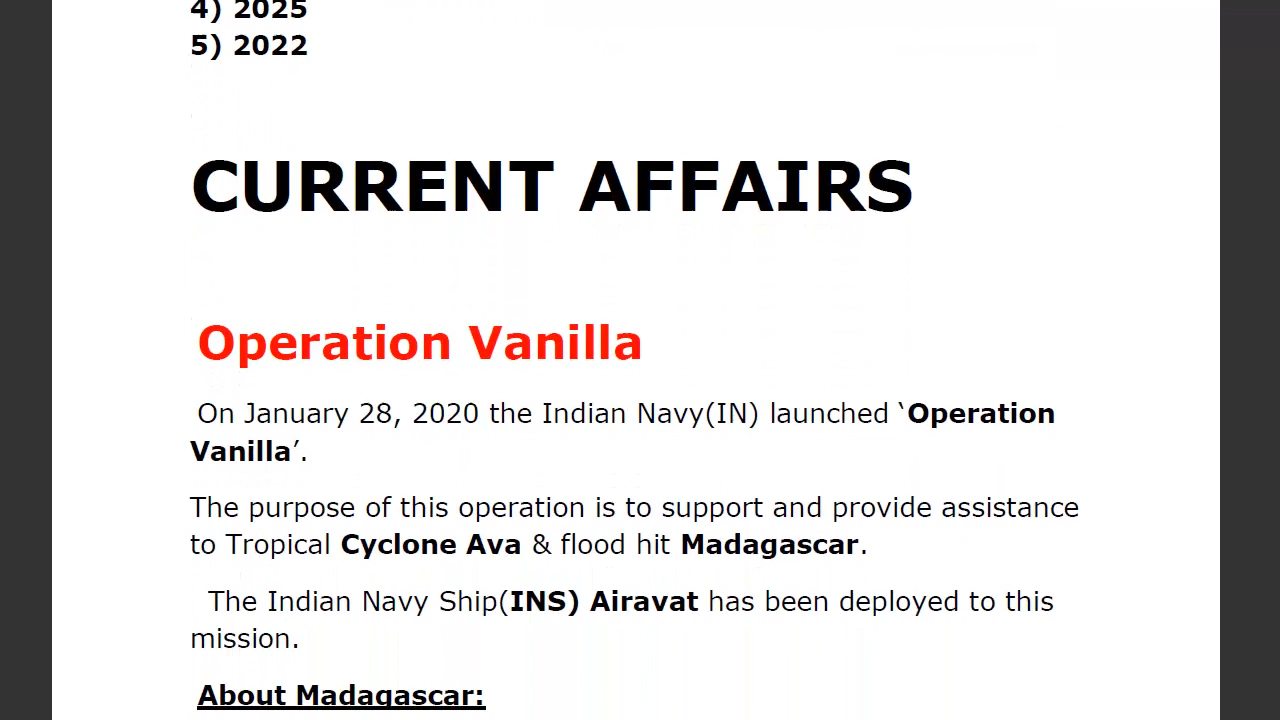 4) 2025
5) 2022
CURRENT AFFAIRS
Operation Vanilla
On January 28, 2020 the Indian Navy(IN) launched ‘Operation
Vanilla’.
The purpose of this operation is to support and provide assistance
to Tropical Cyclone Ava & flood hit Madagascar.
The Indian Navy Ship(INS) Airavat has been deployed to this
mission.
About Madagascar: